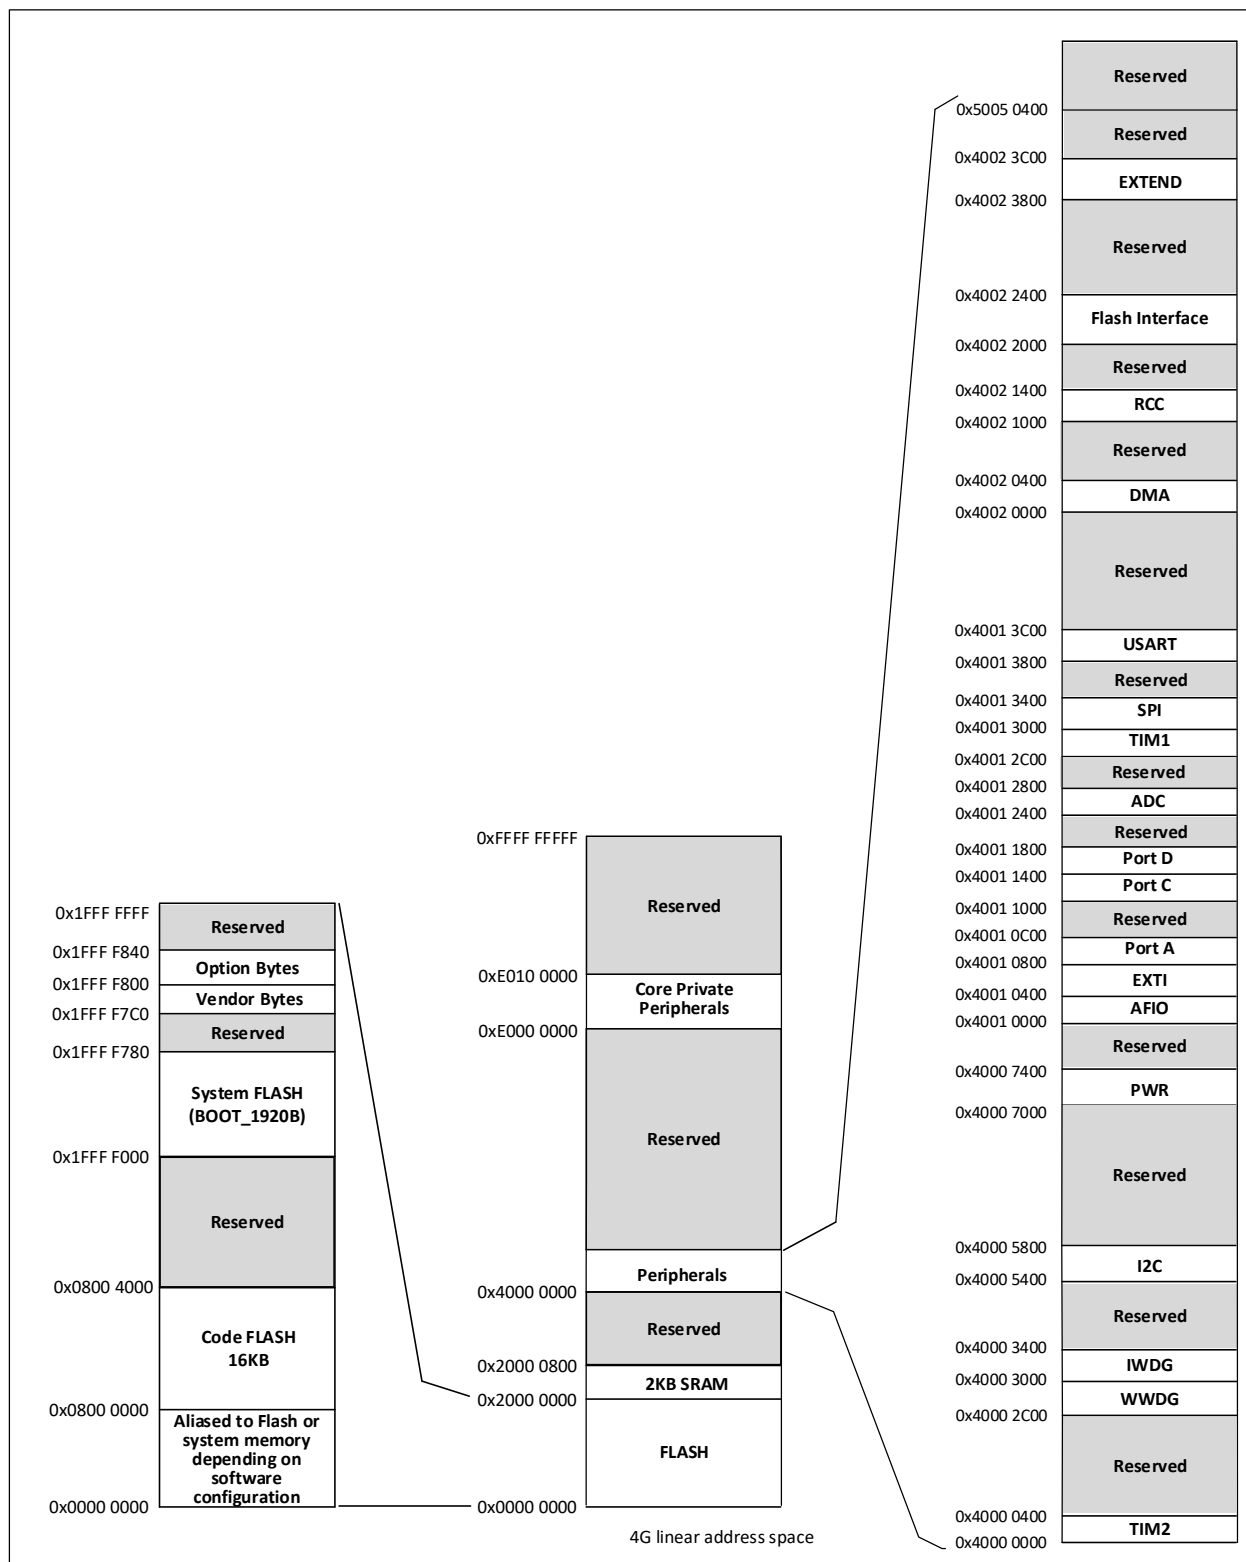 0x1FFF FFFF
Reserved
0x1FFF F840
Option Bytes
0x1FFF F800
Vendor Bytes
0x1FFF F7C0
Reserved
0x1FFF F780
System FLASH
(BOOT_1920B)
0x1FFF F000
Reserved
0x0800 4000
Code FLASH
16KB
0x0800 0000
Aliased to Flash or
system memory
depending on
software
configuration
0x0000 0000
0xFFFF FFFFF
Reserved
0xE010 0000
Core Private
Peripherals
0xE000 0000
Reserved
Peripherals
0x4000 0000
Reserved
0x2000 0800
2KB SRAM
0x2000 0000
FLASH
0x0000 0000
4G linear address space
Reserved
0x5005 0400
Reserved
0x4002 3C00
EXTEND
0x4002 3800
Reserved
0x4002 2400
Flash Interface
0x4002 2000
Reserved
0x4002 1400
RCC
0x4002 1000
Reserved
0x4002 0400
DMA
0x4002 0000
Reserved
0x4001 3C00
USART
0x4001 3800
Reserved
0x4001 3400
SPI
0x4001 3000
TIM1
0x4001 2C00
Reserved
0x4001 2800
ADC
0x4001 2400
Reserved
0x4001 1800
Port D
0x4001 1400
Port C
0x4001 1000
Reserved
0x4001 0C00
Port A
0x4001 0800
EXTI
0x4001 0400
AFIO
0x4001 0000
Reserved
0x4000 7400
PWR
0x4000 7000
Reserved
0x4000 5800
I2C
0x4000 5400
Reserved
0x4000 3400
IWDG
0x4000 3000
WWDG
0x4000 2C00
Reserved
0x4000 0400
TIM2
0x4000 0000